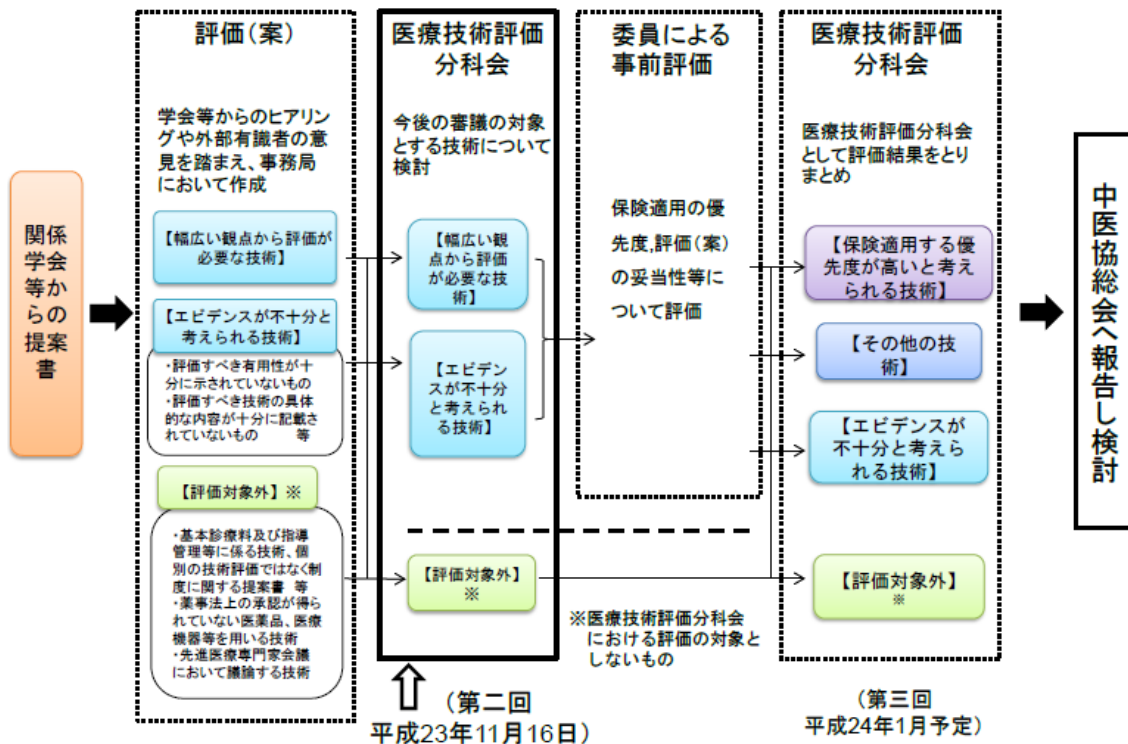 関係
学会
等か
らの
提案
書
評価(案)
学会等からのヒアリン
グや外部有識者の意
見を踏まえ、事務局
において作成
【幅広い観点から評価が
必要な技術】
【エビデンスが不十分と
考えられる技術】
・評価すべき有用性が十
分に示されていないもの
・評価すべき技術の具体
的な内容が十分に記載さ
れていないもの 等
【評価対象外】※
・基本診療料及び指導
管理等に係る技術、個
別の技術評価ではなく制
度に関する提案書 等
・薬事法上の承認が得ら
れていない医薬品、医療
機器等を用いる技術
・先進医療専門家会議
において議論する技術
医療技術評価
分科会
今後の審議の対象
とする技術について
検討
【幅広い観
点から評価
が必要な技
術】
【エビデン
スが不十分
と考えられ
る技術】
【評価対象外】
※
(第二回
平成23年11月16日)
委員による
事前評価
保険適用の優
先度,評価(案)
の妥当性等に
ついて評価
※医療技術評価分科会
における評価の対象と
しないもの
医療技術評価
分科会
医療技術評価分科会
として評価結果をとり
まとめ
【保険適用する優
先度が高いと考え
られる技術】
【その他の技
術】
【エビデンスが
不十分と考えら
れる技術】
【評価対象外】
※
(第三回
平成24年1月予定)
中医協総会へ報告し検討